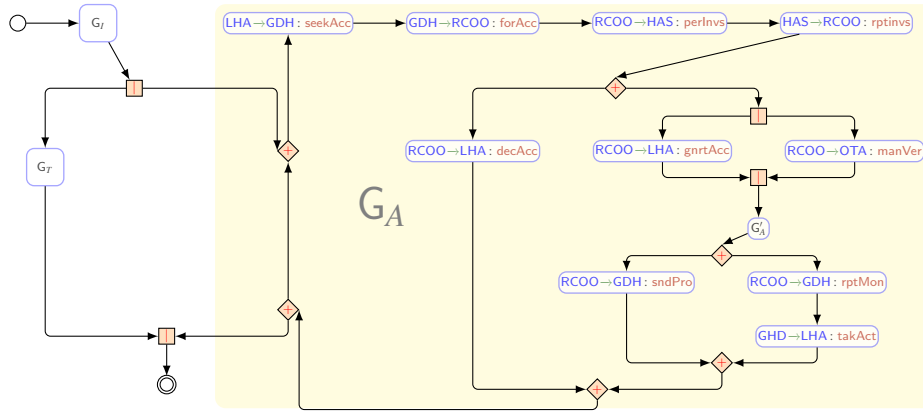 G_I
LHA→GDH: seekAcc
GDH→RCOO: forAcc
RCOO→HAS: perInvs
HAS→RCOO: rptinvs
|
+
|
G_T
+
RCOO→LHA: decAcc
RCOO→LHA: gnrtAcc
RCOO→OTA: manVer
|
G_A
G′_A
+
RCOO→GDH: sndPro
RCOO→GDH: rptMon
+
|
GHD→LHA: takAct
+
+